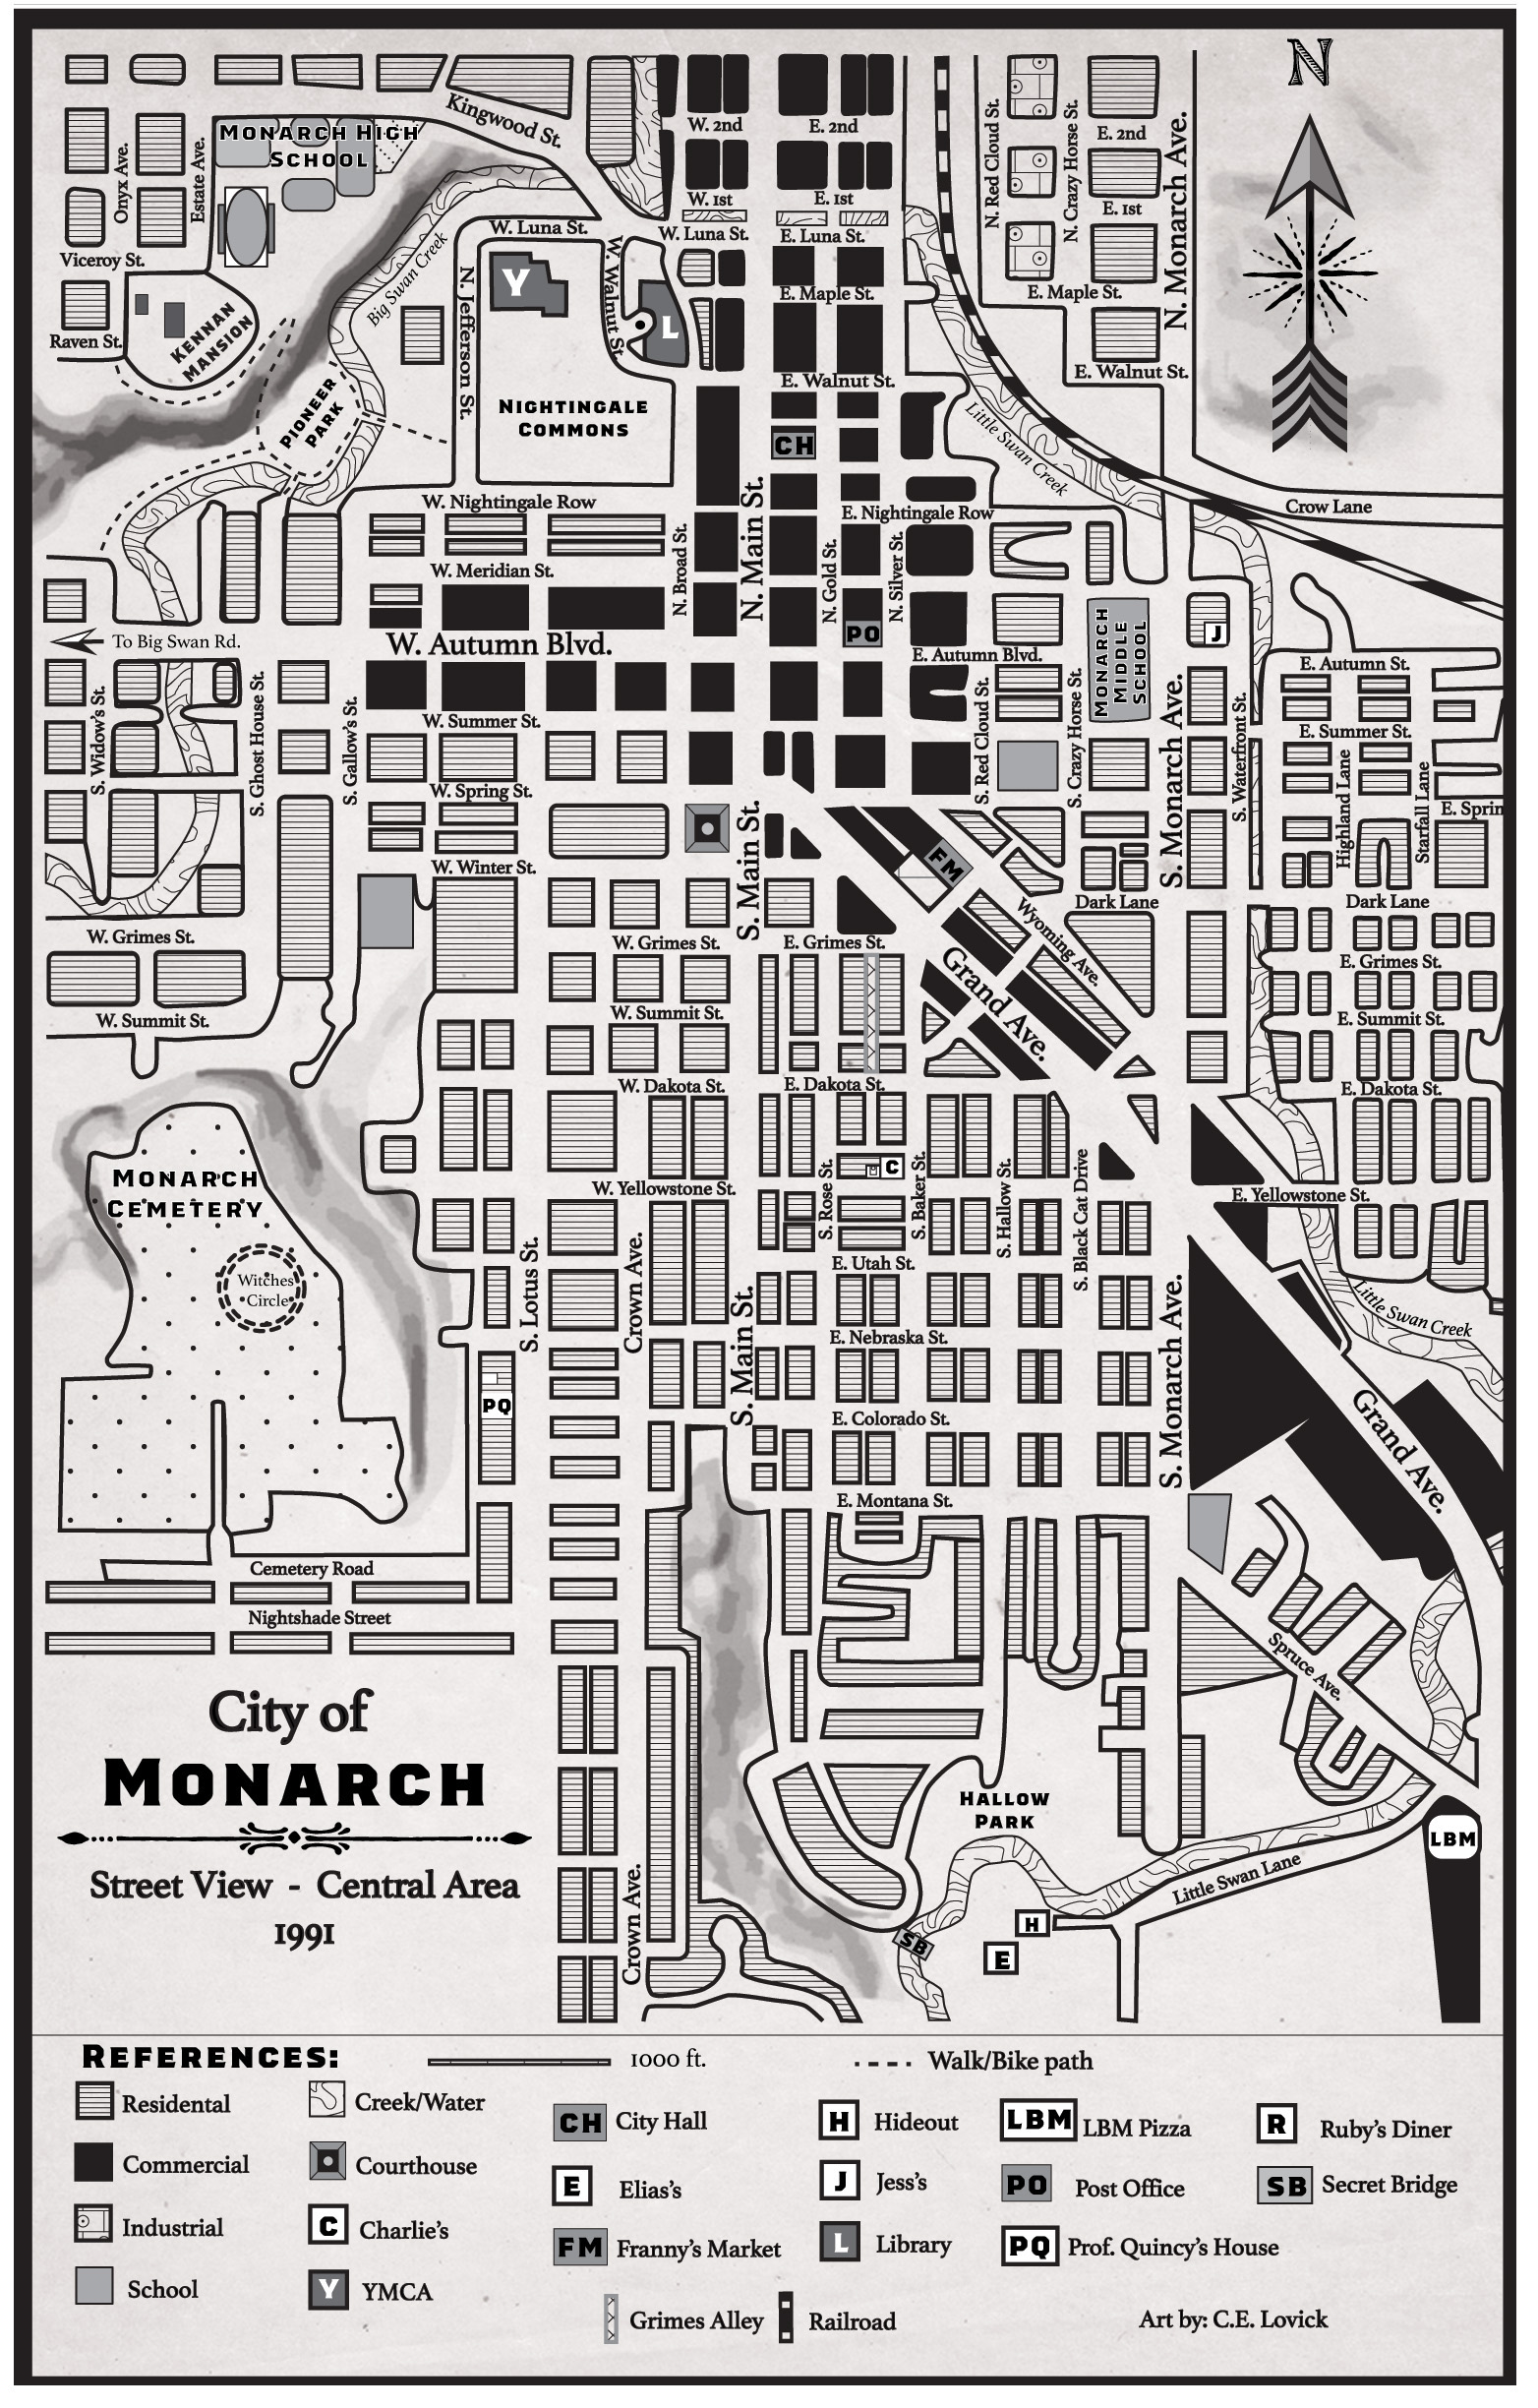 N
Kingwood St.
W. 2nd
E. 2nd
N. Red Cloud St.
N. Crazy Horse St.
E. 2nd
N. Monarch Ave.
Monarch High
School
Onyx Ave.
Estate Ave.
W. 1st
E. 1st
E. 1st
W. Luna St.
W. Luna St.
E. Luna St.
Viceroy St.
Big Swan Creek
N. Jefferson St.
Y
W. Walnut St.
L
E. Maple St.
E. Maple St.
Raven St.
Kennan
Mansion
E. Walnut St.
E. Walnut St.
Pioneer
Park
Nightingale
Commons
CH
Little Swan Creek
W. Nightingale Row
E. Nightingale Row
Crow Lane
W. Meridian St.
N. Broad St.
N. Main St.
N. Gold St.
N. Silver St.
PO
J
Monarch
Middle
School
To Big Swan Rd.
W. Autumn Blvd.
E. Autumn Blvd.
E. Autumn St.
S. Widow's St.
S. Ghost House St.
S. Gallow's St.
W. Summer St.
S. Red Cloud St.
S. Crazy Horse St.
S. Monarch Ave.
S. Waterfront St.
E. Summer St.
Highland Lane
Starfall Lane
W. Spring St.
E. Sprin
S. Main St.
FM
W. Winter St.
Dark Lane
Dark Lane
Wyoming Ave.
W. Grimes St.
W. Grimes St.
E. Grimes St.
E. Grimes St.
Grand Ave.
W. Summit St.
W. Summit St.
E. Summit St.
W. Dakota St.
E. Dakota St.
E. Dakota St.
Monarch
Cemetery
C
S. Rose St.
S. Baker St.
S. Hallow St.
S. Black Cat Drive
W. Yellowstone St.
E. Yellowstone St.
Witches
Circle
S. Lotus St.
Crown Ave.
E. Utah St.
Little Swan Creek
S. Main St.
E. Nebraska St.
S. Monarch Ave.
PQ
E. Colorado St.
Grand Ave.
E. Montana St.
Cemetery Road
Nightshade Street
Spruce Ave.
City of
Monarch
Street View - Central Area
1991
Hallow
Park
LBM
Little Swan Lane
Crown Ave.
H
SB
E
References:
1000 ft.
Walk/Bike path
Residental
Creek/Water
CH City Hall
H Hideout
LBM LBM Pizza
R Ruby's Diner
Commercial
Courthouse
E Elias's
J Jess's
PO Post Office
SB Secret Bridge
Industrial
C Charlie's
FM Franny's Market
L Library
PQ Prof. Quincy's House
School
Y YMCA
Grimes Alley
Railroad
Art by: C.E. Lovick